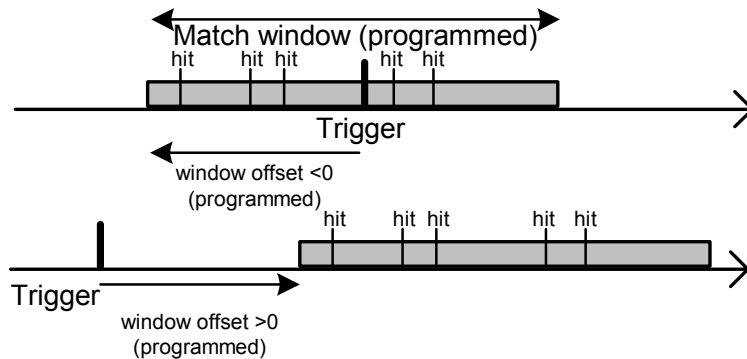 Match window (programmed)
hit hit hit hit hit
Trigger
window offset <0
(programmed)
hit hit hit hit hit
Trigger
window offset >0
(programmed)